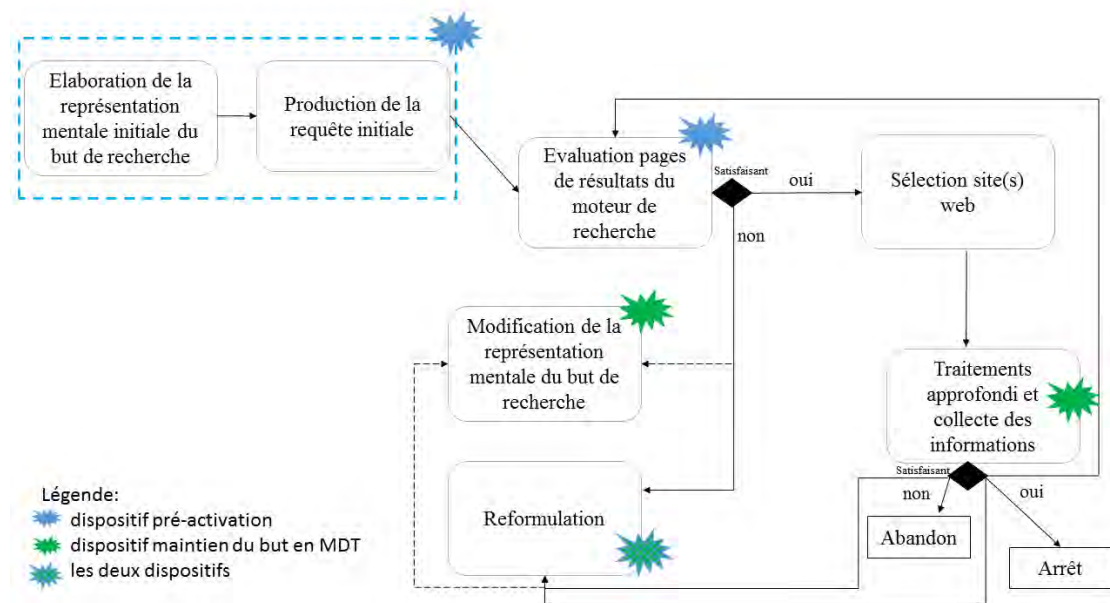 Elaboration de la
représentation
mentale initiale du
but de recherche
Production de la
requête initiale
Evaluation pages
de résultats du
moteur de
recherche
Satisfaisant
oui
non
Sélection site(s)
web
Modification de la
représentation
mentale du but de
recherche
Traitements
approfondi et
collecte des
informations
Satisfaisant
non
oui
Reformulation
Abandon
Arrêt
Légende:
dispositif pré-activation
dispositif maintien du but en MDT
les deux dispositifs